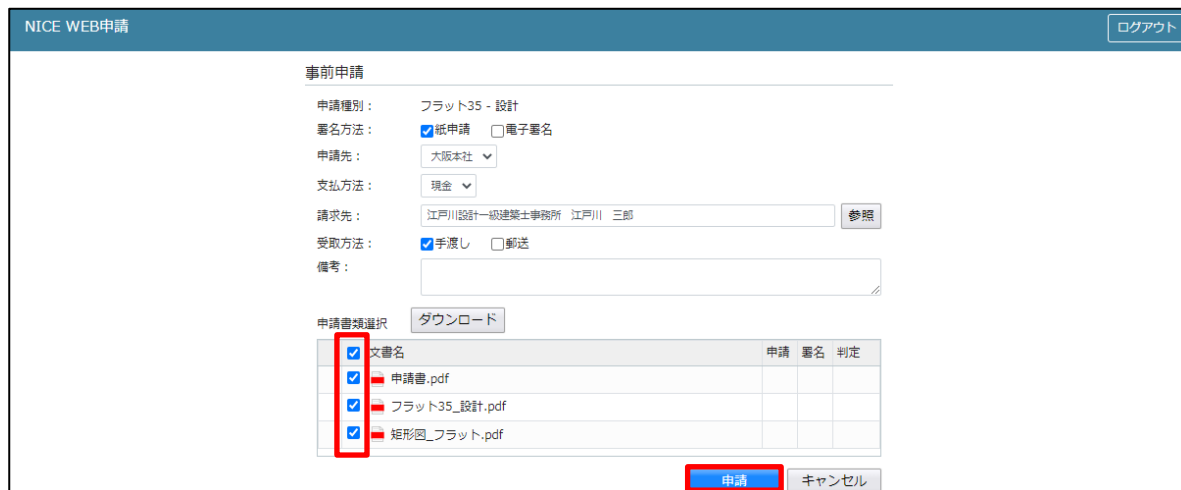 NICE WEB申請
ログアウト
事前申請
申請種別： フラット35 - 設計
署名方法： 紙申請 電子署名
申請先： 大阪本社
支払方法： 現金
請求先： 江戸川設計一級建築士事務所 江戸川 三郎 参照
受取方法： 手渡し 郵送
備考：
申請書類選択 ダウンロード
文書名 申請 署名 判定
申請書.pdf
フラット35_設計.pdf
矩形図_フラット.pdf
申請 キャンセル